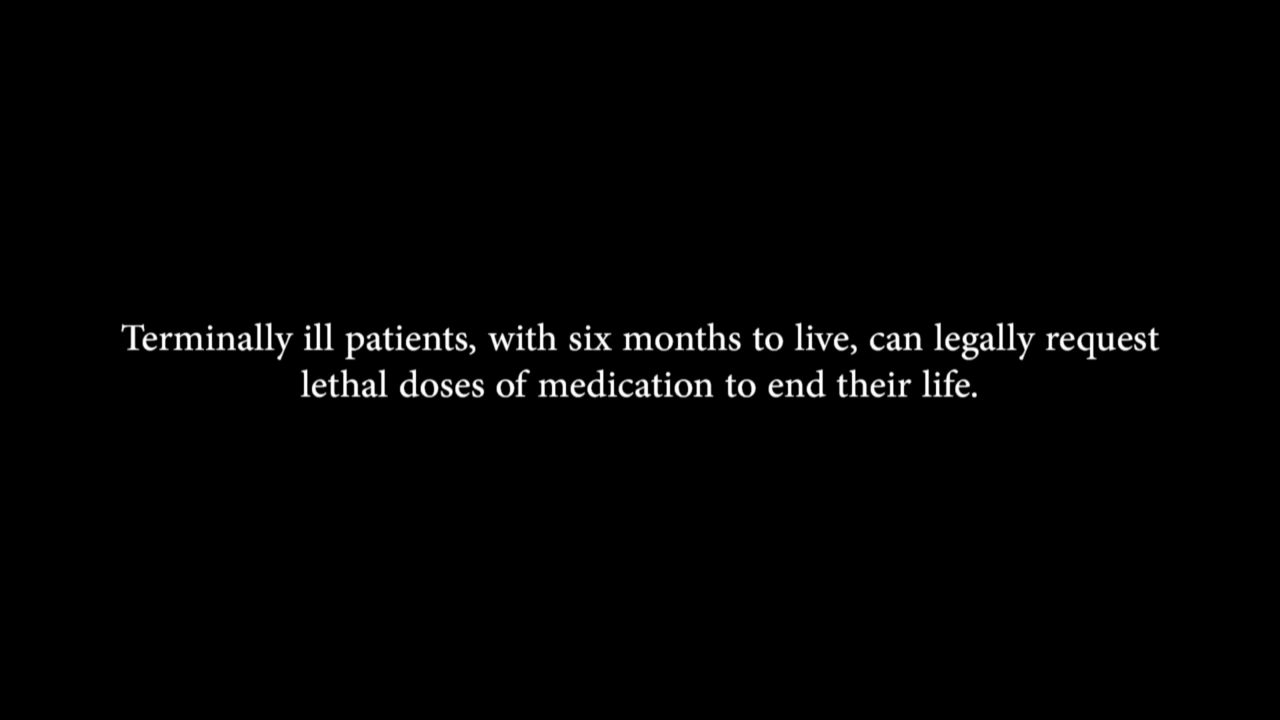 Terminally ill patients, with six months to live, can legally request
lethal doses of medication to end their life.